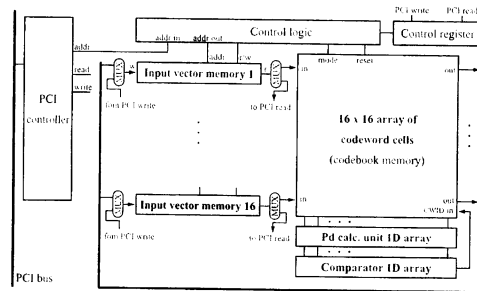 PCI write PCI read
addr in addr out
Control logic
Control register
addr
addr r/w
mode reset
read
write
MUX
w
Input vector memory 1
r
MUX
in
out
PCI
controller
from PCI write
to PCI read
16 x 16 array of
codeword cells
(codebook memory)
MUX
Input vector memory 16
MUX
in
out
CWID in
from PCI write
to PCI read
Pd calc. unit 1D array
Comparator 1D array
PCI bus